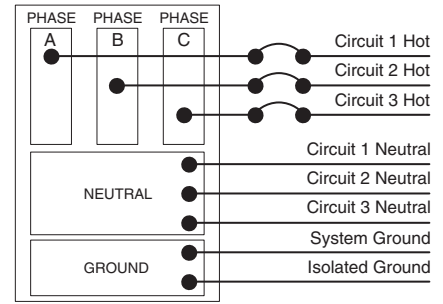 PHASE PHASE PHASE
A B C
Circuit 1 Hot
Circuit 2 Hot
Circuit 3 Hot
Circuit 1 Neutral
Circuit 2 Neutral
NEUTRAL
Circuit 3 Neutral
System Ground
GROUND
Isolated Ground